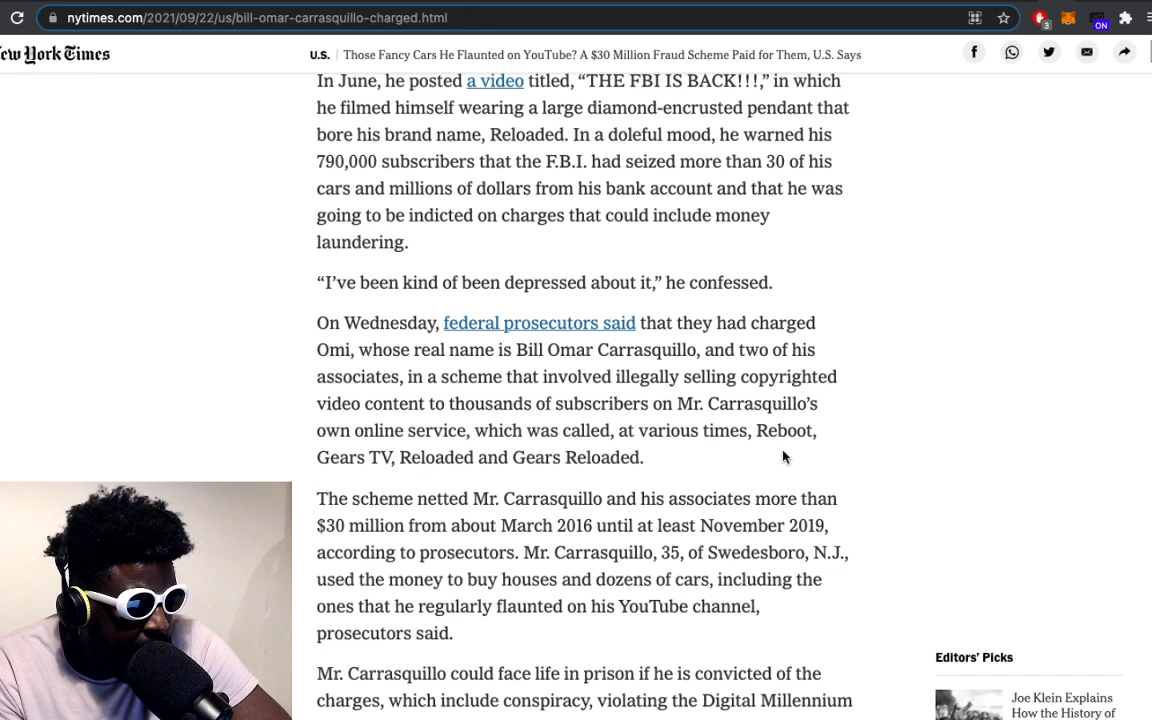 nytimes.com/2021/09/22/us/bill-omar-carrasquillo-charged.html
3
ON
ew York Times
U.S. | Those Fancy Cars He Flaunted on YouTube? A $30 Million Fraud Scheme Paid for Them, U.S. Says
In June, he posted a video titled, “THE FBI IS BACK!!!,” in which
he filmed himself wearing a large diamond-encrusted pendant that
bore his brand name, Reloaded. In a doleful mood, he warned his
790,000 subscribers that the F.B.I. had seized more than 30 of his
cars and millions of dollars from his bank account and that he was
going to be indicted on charges that could include money
laundering.
“I’ve been kind of been depressed about it,” he confessed.
On Wednesday, federal prosecutors said that they had charged
Omi, whose real name is Bill Omar Carrasquillo, and two of his
associates, in a scheme that involved illegally selling copyrighted
video content to thousands of subscribers on Mr. Carrasquillo’s
own online service, which was called, at various times, Reboot,
Gears TV, Reloaded and Gears Reloaded.
The scheme netted Mr. Carrasquillo and his associates more than
$30 million from about March 2016 until at least November 2019,
according to prosecutors. Mr. Carrasquillo, 35, of Swedesboro, N.J.,
used the money to buy houses and dozens of cars, including the
ones that he regularly flaunted on his YouTube channel,
prosecutors said.
Mr. Carrasquillo could face life in prison if he is convicted of the
charges, which include conspiracy, violating the Digital Millennium
Editors’ Picks
Joe Klein Explains
How the History of